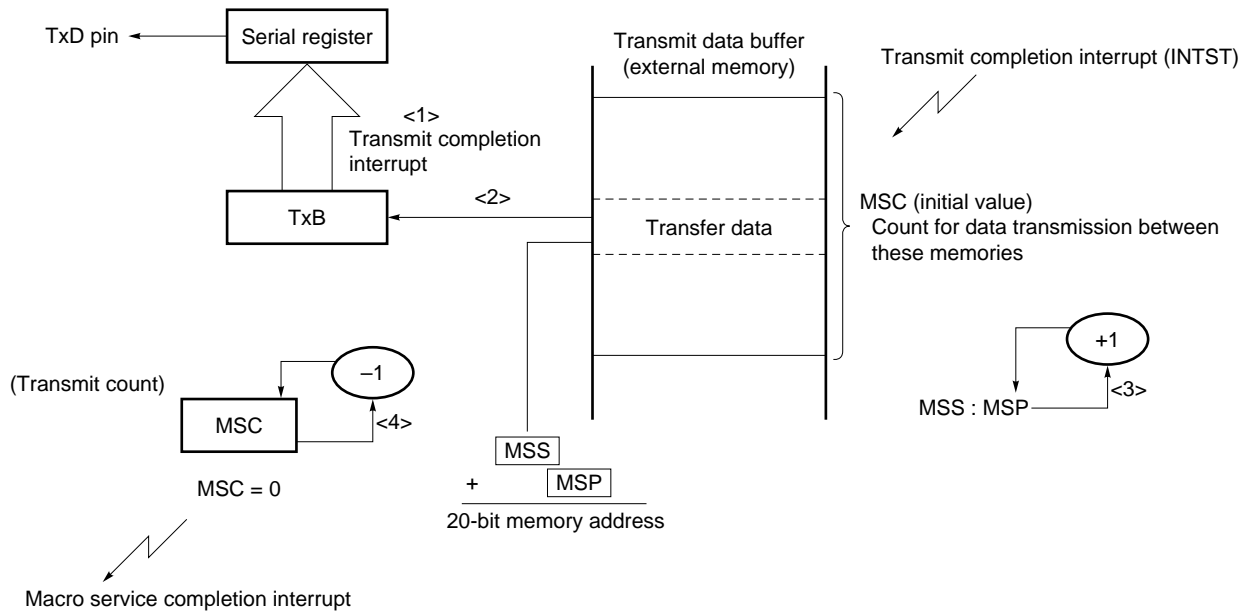 TxD pin
Serial register
Transmit data buffer
(external memory)
Transmit completion interrupt (INTST)
<1>
Transmit completion
interrupt
TxB
<2>
Transfer data
MSC (initial value)
Count for data transmission between
these memories
(Transmit count)
–1
MSC
<4>
MSC = 0
Macro service completion interrupt
MSS
+ MSP
20-bit memory address
+1
<3>
MSS : MSP